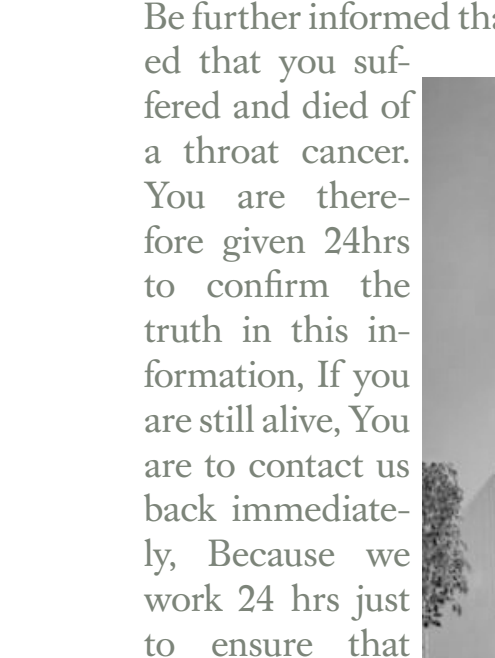 Be further informed
ed that you suf-
fered and died of
a throat cancer.
You are there-
fore given 24hrs
to confirm the
truth in this in-
formation, If you
are still alive, You
are to contact us
back immediate-
ly, Because we
work 24 hrs just
to ensure that